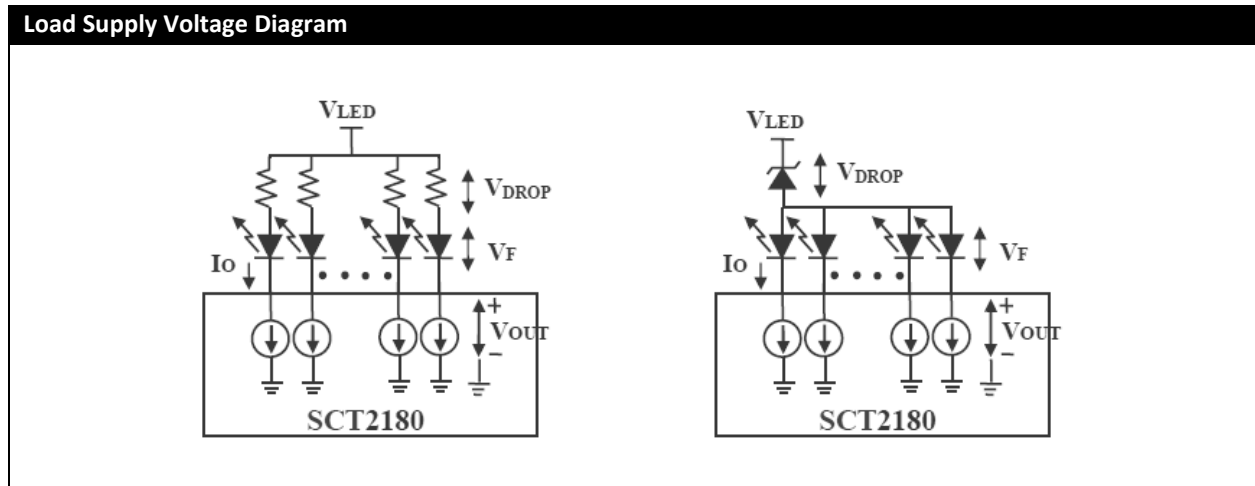 Load Supply Voltage Diagram
VLED
VDROP
VF
IO
+
VOUT
−
SCT2180
VLED
VDROP
VF
IO
+
VOUT
−
SCT2180